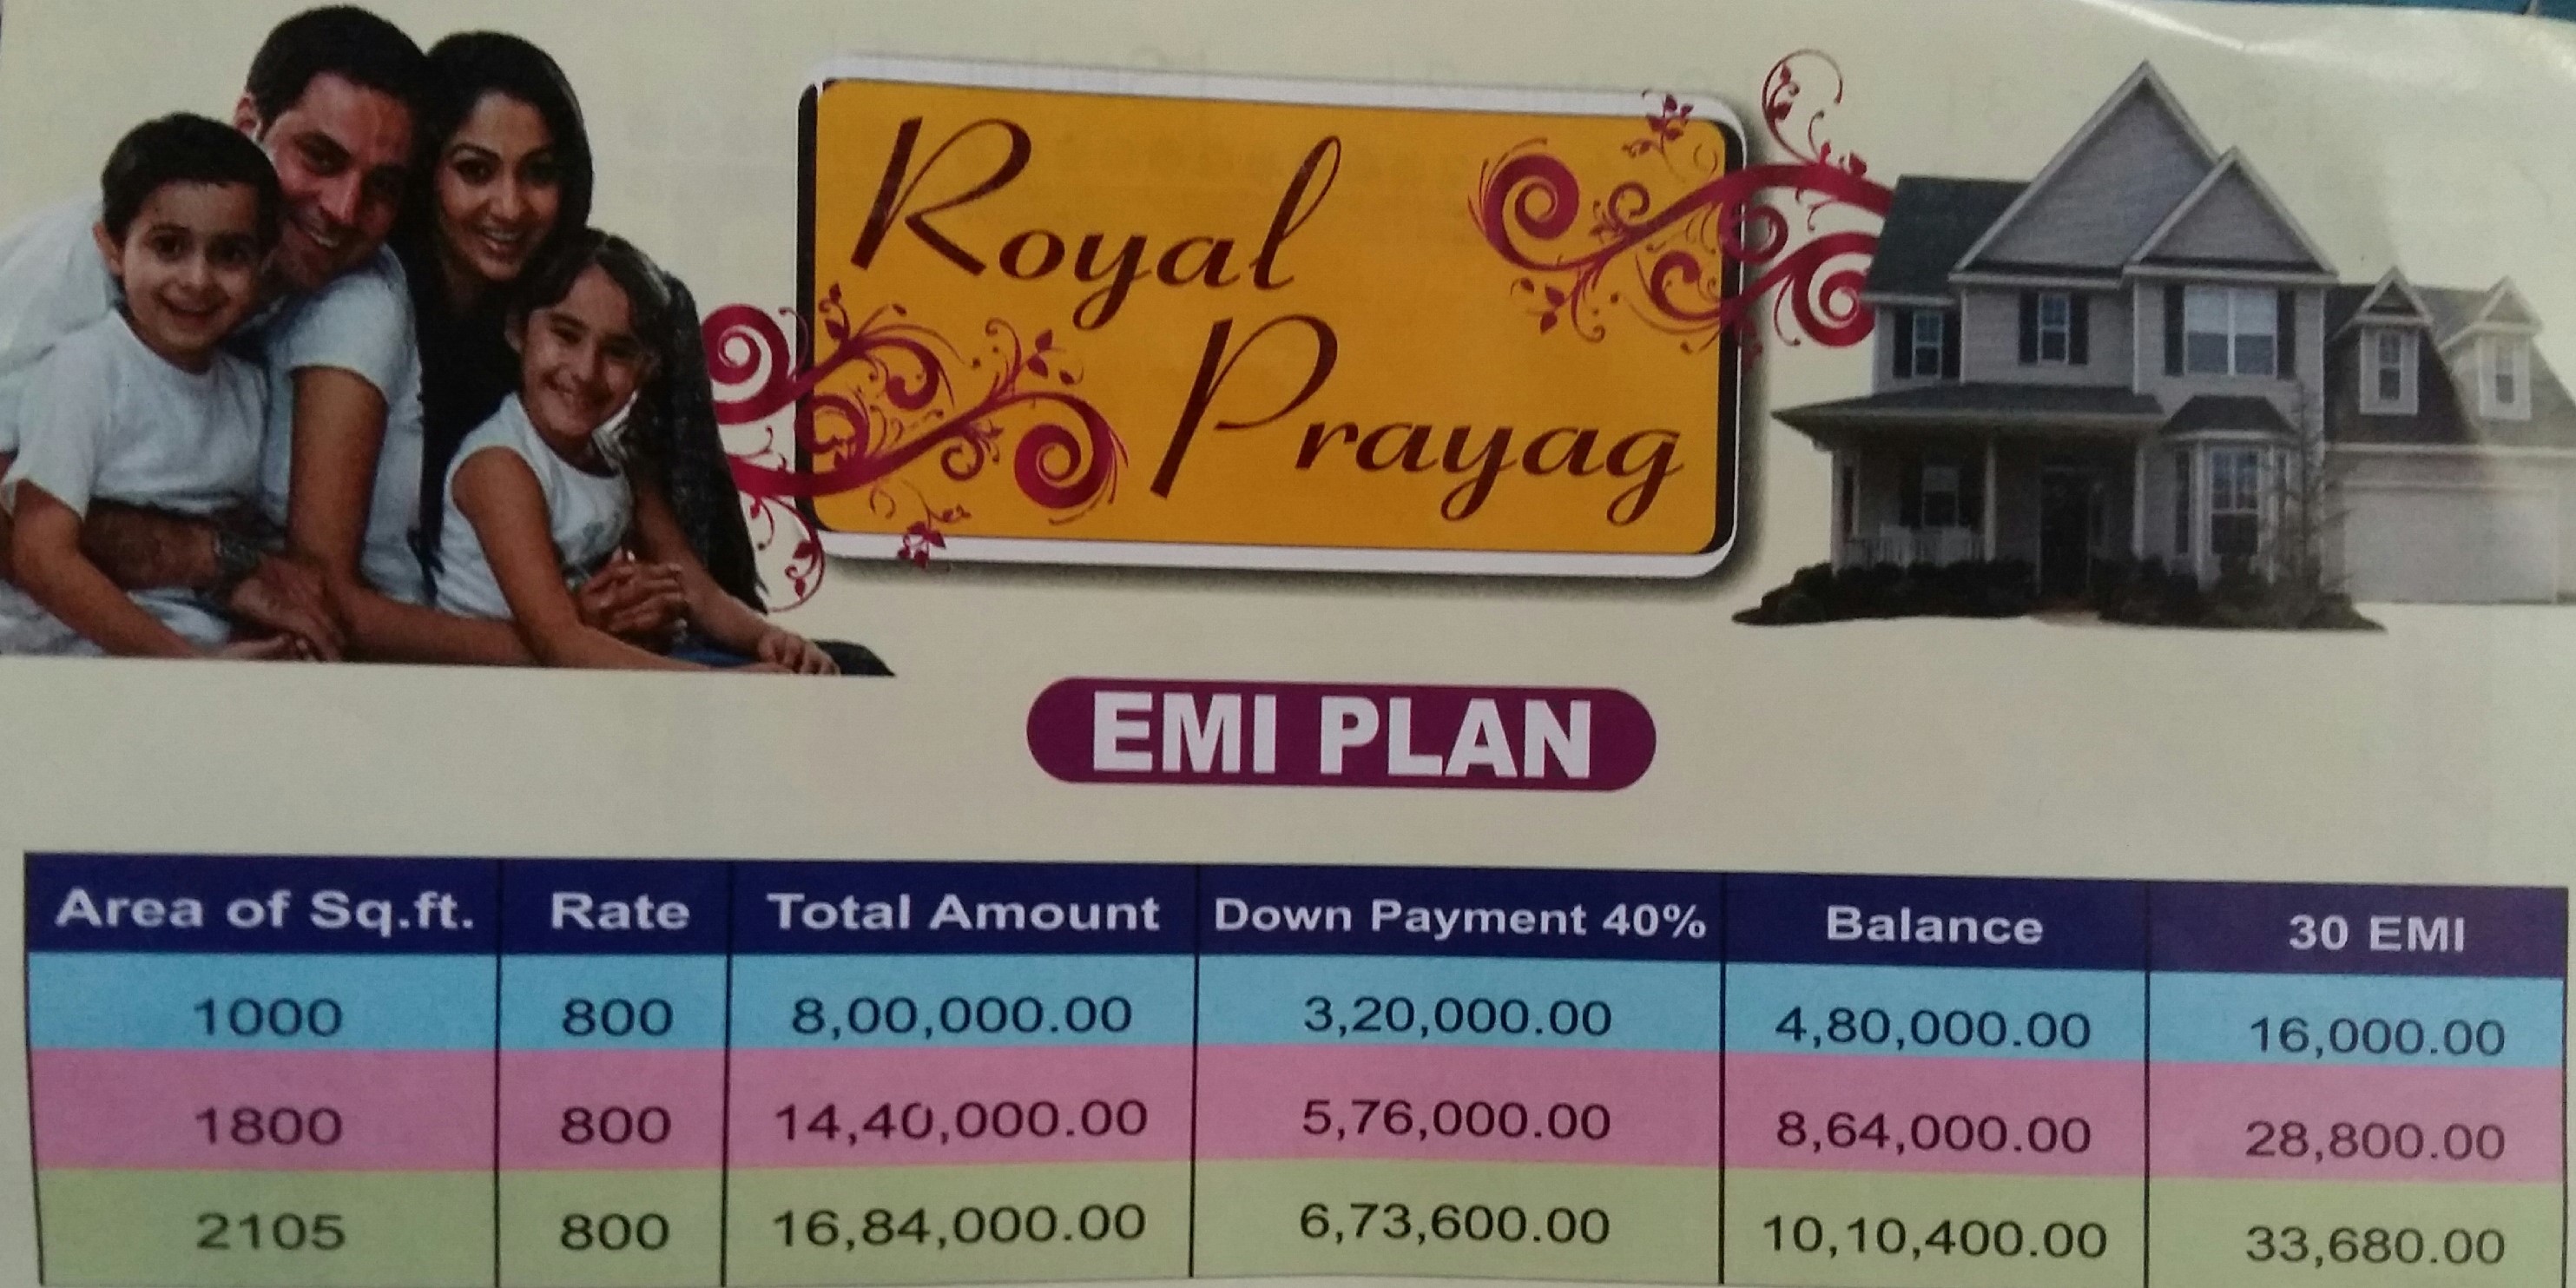 Royal
Prayag
EMI PLAN
Area of Sq.ft. Rate Total Amount Down Payment 40% Balance 30 EMI
1000 800 8,00,000.00 3,20,000.00 4,80,000.00 16,000.00
1800 800 14,40,000.00 5,76,000.00 8,64,000.00 28,800.00
2105 800 16,84,000.00 6,73,600.00 10,10,400.00 33,680.00